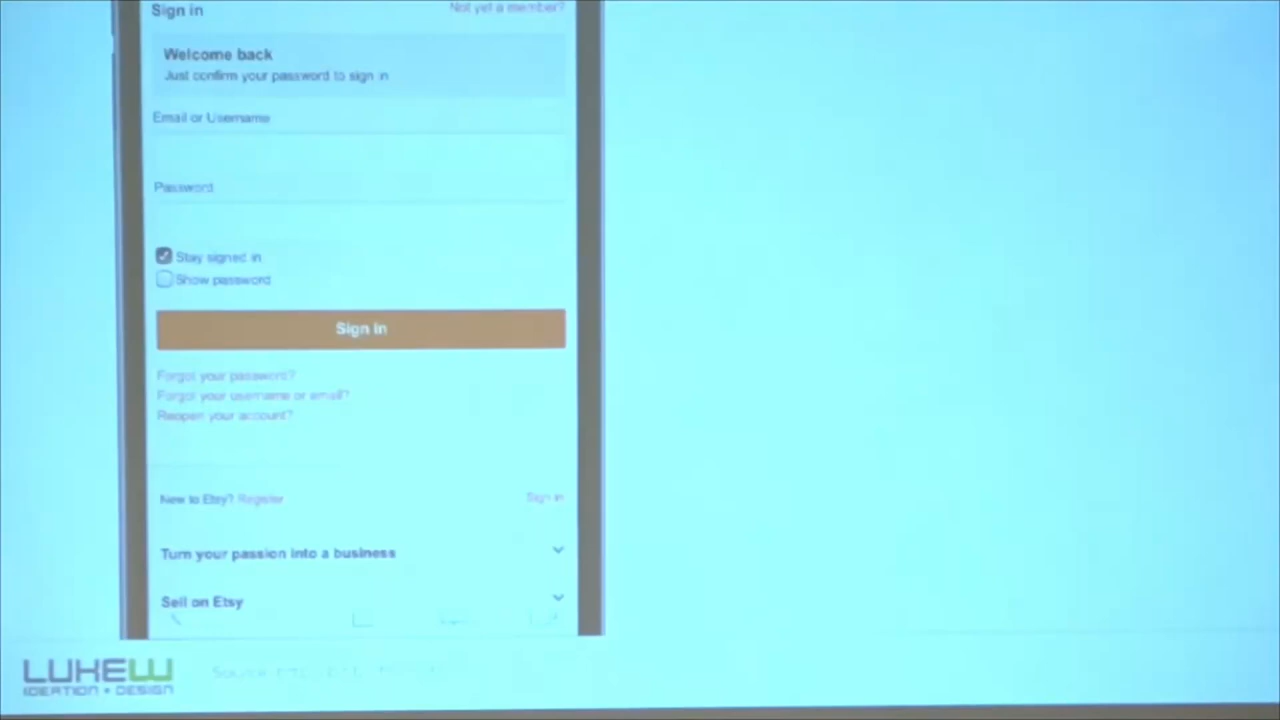 Sign in
Not yet a member?
Welcome back
Just confirm your password to sign in
Email or Username
Password
Stay signed in
Show password
Sign in
Forgot your password?
Forgot your username or email?
Reopen your account?
New to Etsy? Register
Sign in
Turn your passion into a business
Sell on Etsy
LUKEW
IDEATION + DESIGN